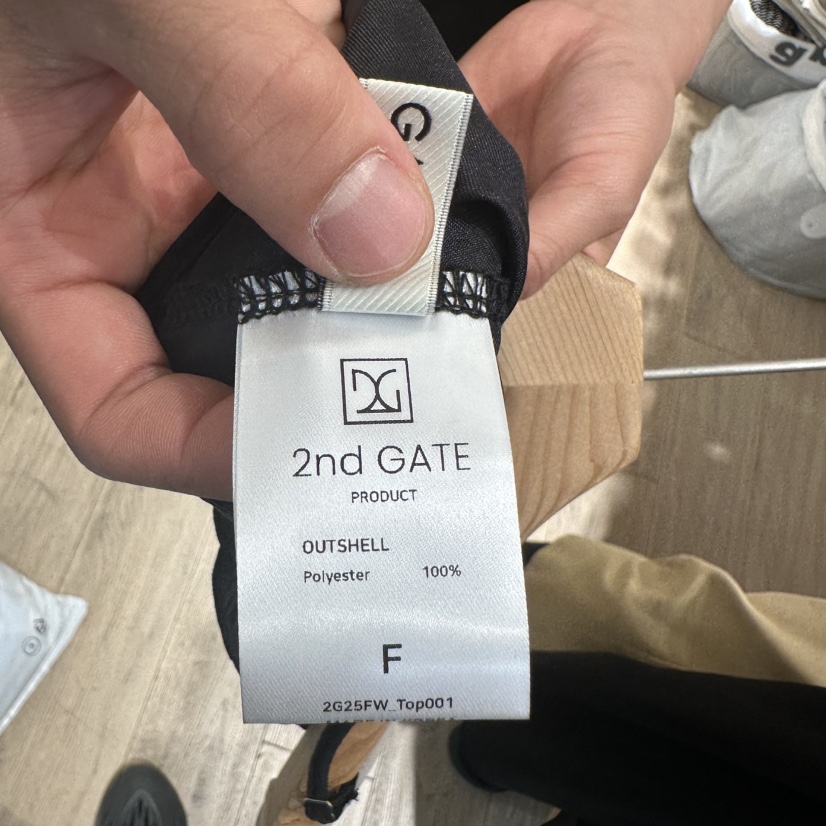 G
2nd GATE
PRODUCT
OUTSHELL
Polyester 100%
F
2G25FW_Top001